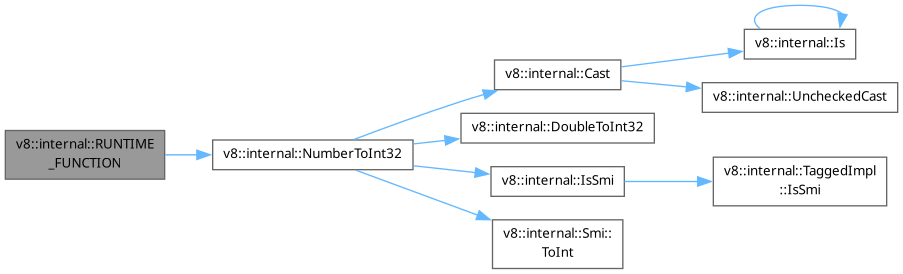 v8::internal::RUNTIME
_FUNCTION
v8::internal::NumberToInt32
v8::internal::Cast
v8::internal::Is
v8::internal::UncheckedCast
v8::internal::DoubleToInt32
v8::internal::IsSmi
v8::internal::TaggedImpl
::IsSmi
v8::internal::Smi::
ToInt